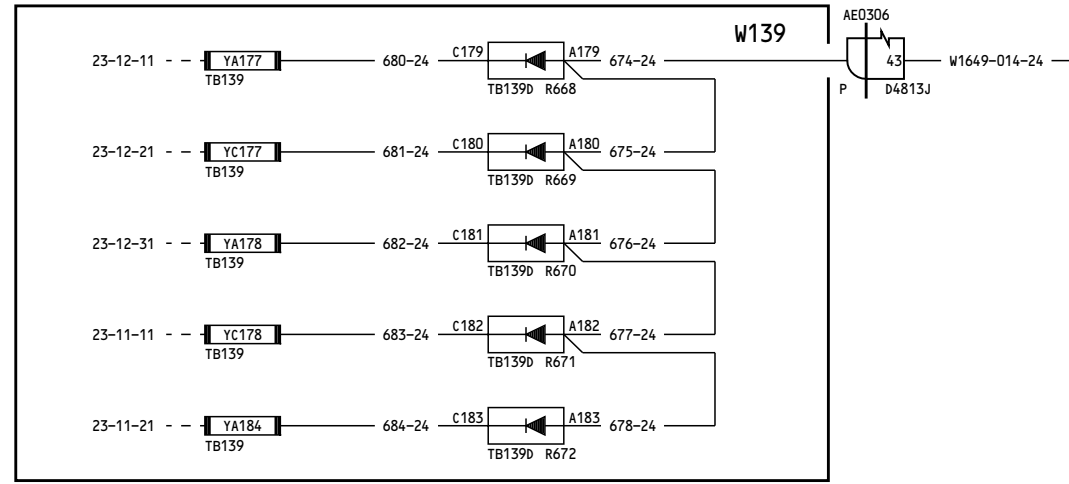 AE0306
W139
23-12-11 YA177 680-24 C179 A179 674-24 43 W1649-014-24
TB139 TB139D R668 P D4813J
23-12-21 YC177 681-24 C180 A180 675-24
TB139 TB139D R669
23-12-31 YA178 682-24 C181 A181 676-24
TB139 TB139D R670
23-11-11 YC178 683-24 C182 A182 677-24
TB139 TB139D R671
23-11-21 YA184 684-24 C183 A183 678-24
TB139 TB139D R672